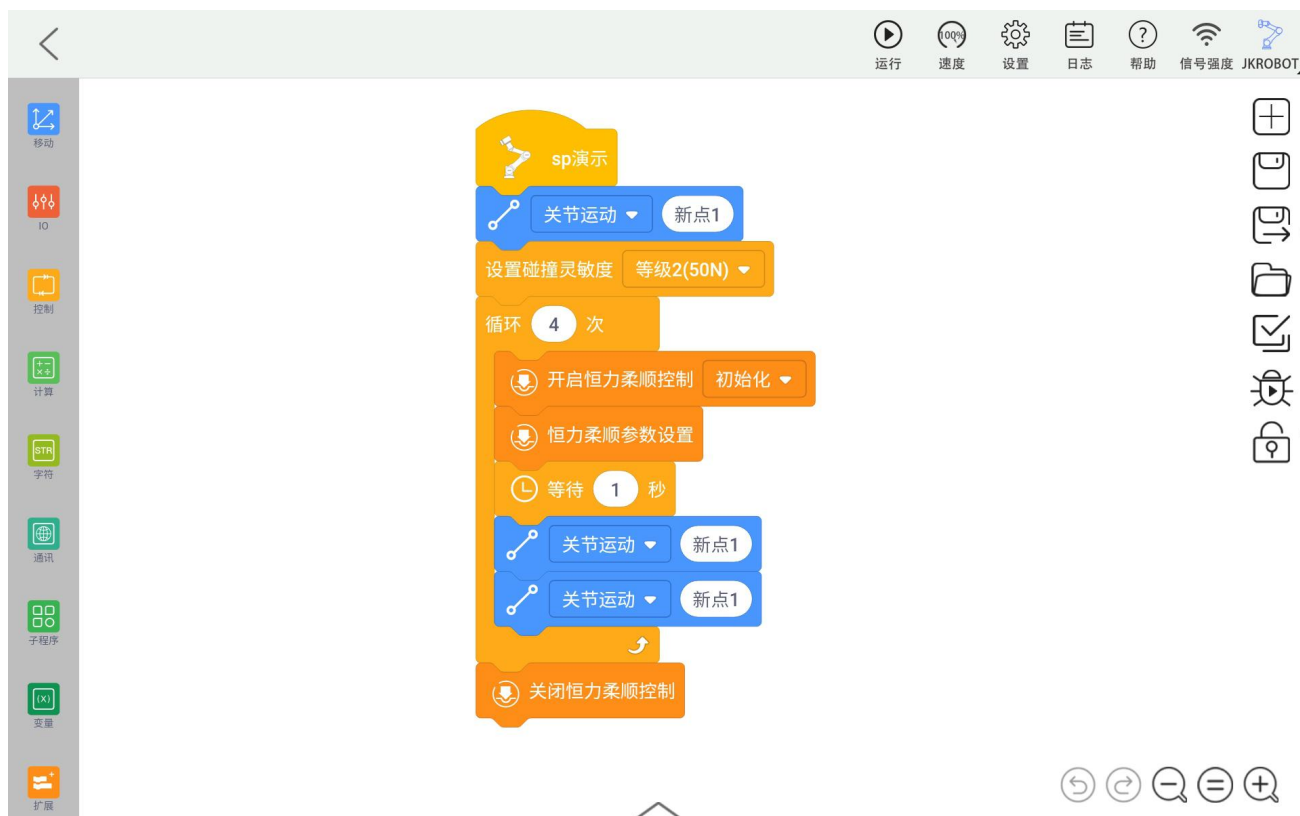 100%
运行
速度
设置
日志
帮助
信号强度
JKROBOT
移动
IO
控制
计算
STR
字符
通讯
子程序
(X)
变量
扩展
sp演示
关节运动 新点1
设置碰撞灵敏度 等级2(50N)
循环 4 次
开启恒力柔顺控制 初始化
恒力柔顺参数设置
等待 1 秒
关节运动 新点1
关节运动 新点1
关闭恒力柔顺控制